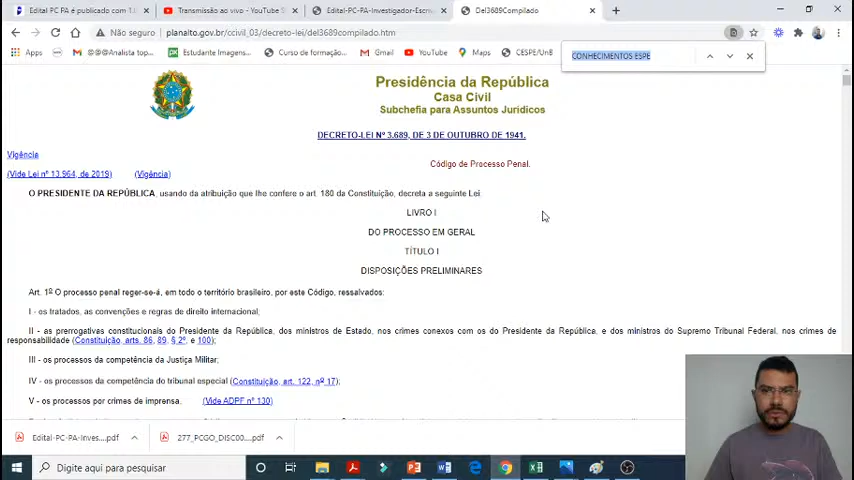 Edital PC PA é publicado com 1.
Transmissão ao vivo - YouTube S
Edital-PC-PA-Investigador-Escriv
Del3689Compilado
Não seguro
planalto.gov.br/ccivil_03/decreto-lei/del3689compilado.htm
Apps
@@@Analista top...
Estudante Imagens...
Curso de formação...
Gmail
YouTube
Maps
CESPE/UnB
CONHECIMENTOS ESPE
Presidência da República
Casa Civil
Subchefia para Assuntos Jurídicos
DECRETO-LEI Nº 3.689, DE 3 DE OUTUBRO DE 1941.
Vigência
Código de Processo Penal.
(Vide Lei nº 13.964, de 2019) (Vigência)
O PRESIDENTE DA REPÚBLICA, usando da atribuição que lhe confere o art. 180 da Constituição, decreta a seguinte Lei:
LIVRO I
DO PROCESSO EM GERAL
TÍTULO I
DISPOSIÇÕES PRELIMINARES
Art. 1º O processo penal reger-se-á, em todo o território brasileiro, por este Código, ressalvados:
I - os tratados, as convenções e regras de direito internacional;
II - as prerrogativas constitucionais do Presidente da República, dos ministros de Estado, nos crimes conexos com os do Presidente da República, e dos ministros do Supremo Tribunal Federal, nos crimes de
responsabilidade (Constituição, arts. 86, 89, § 2º, e 100);
III - os processos da competência da Justiça Militar;
IV - os processos da competência do tribunal especial (Constituição, art. 122, nº 17);
V - os processos por crimes de imprensa. (Vide ADPF nº 130)
Edital-PC-PA-Inves....pdf
277_PCGO_DISC00....pdf
Digite aqui para pesquisar